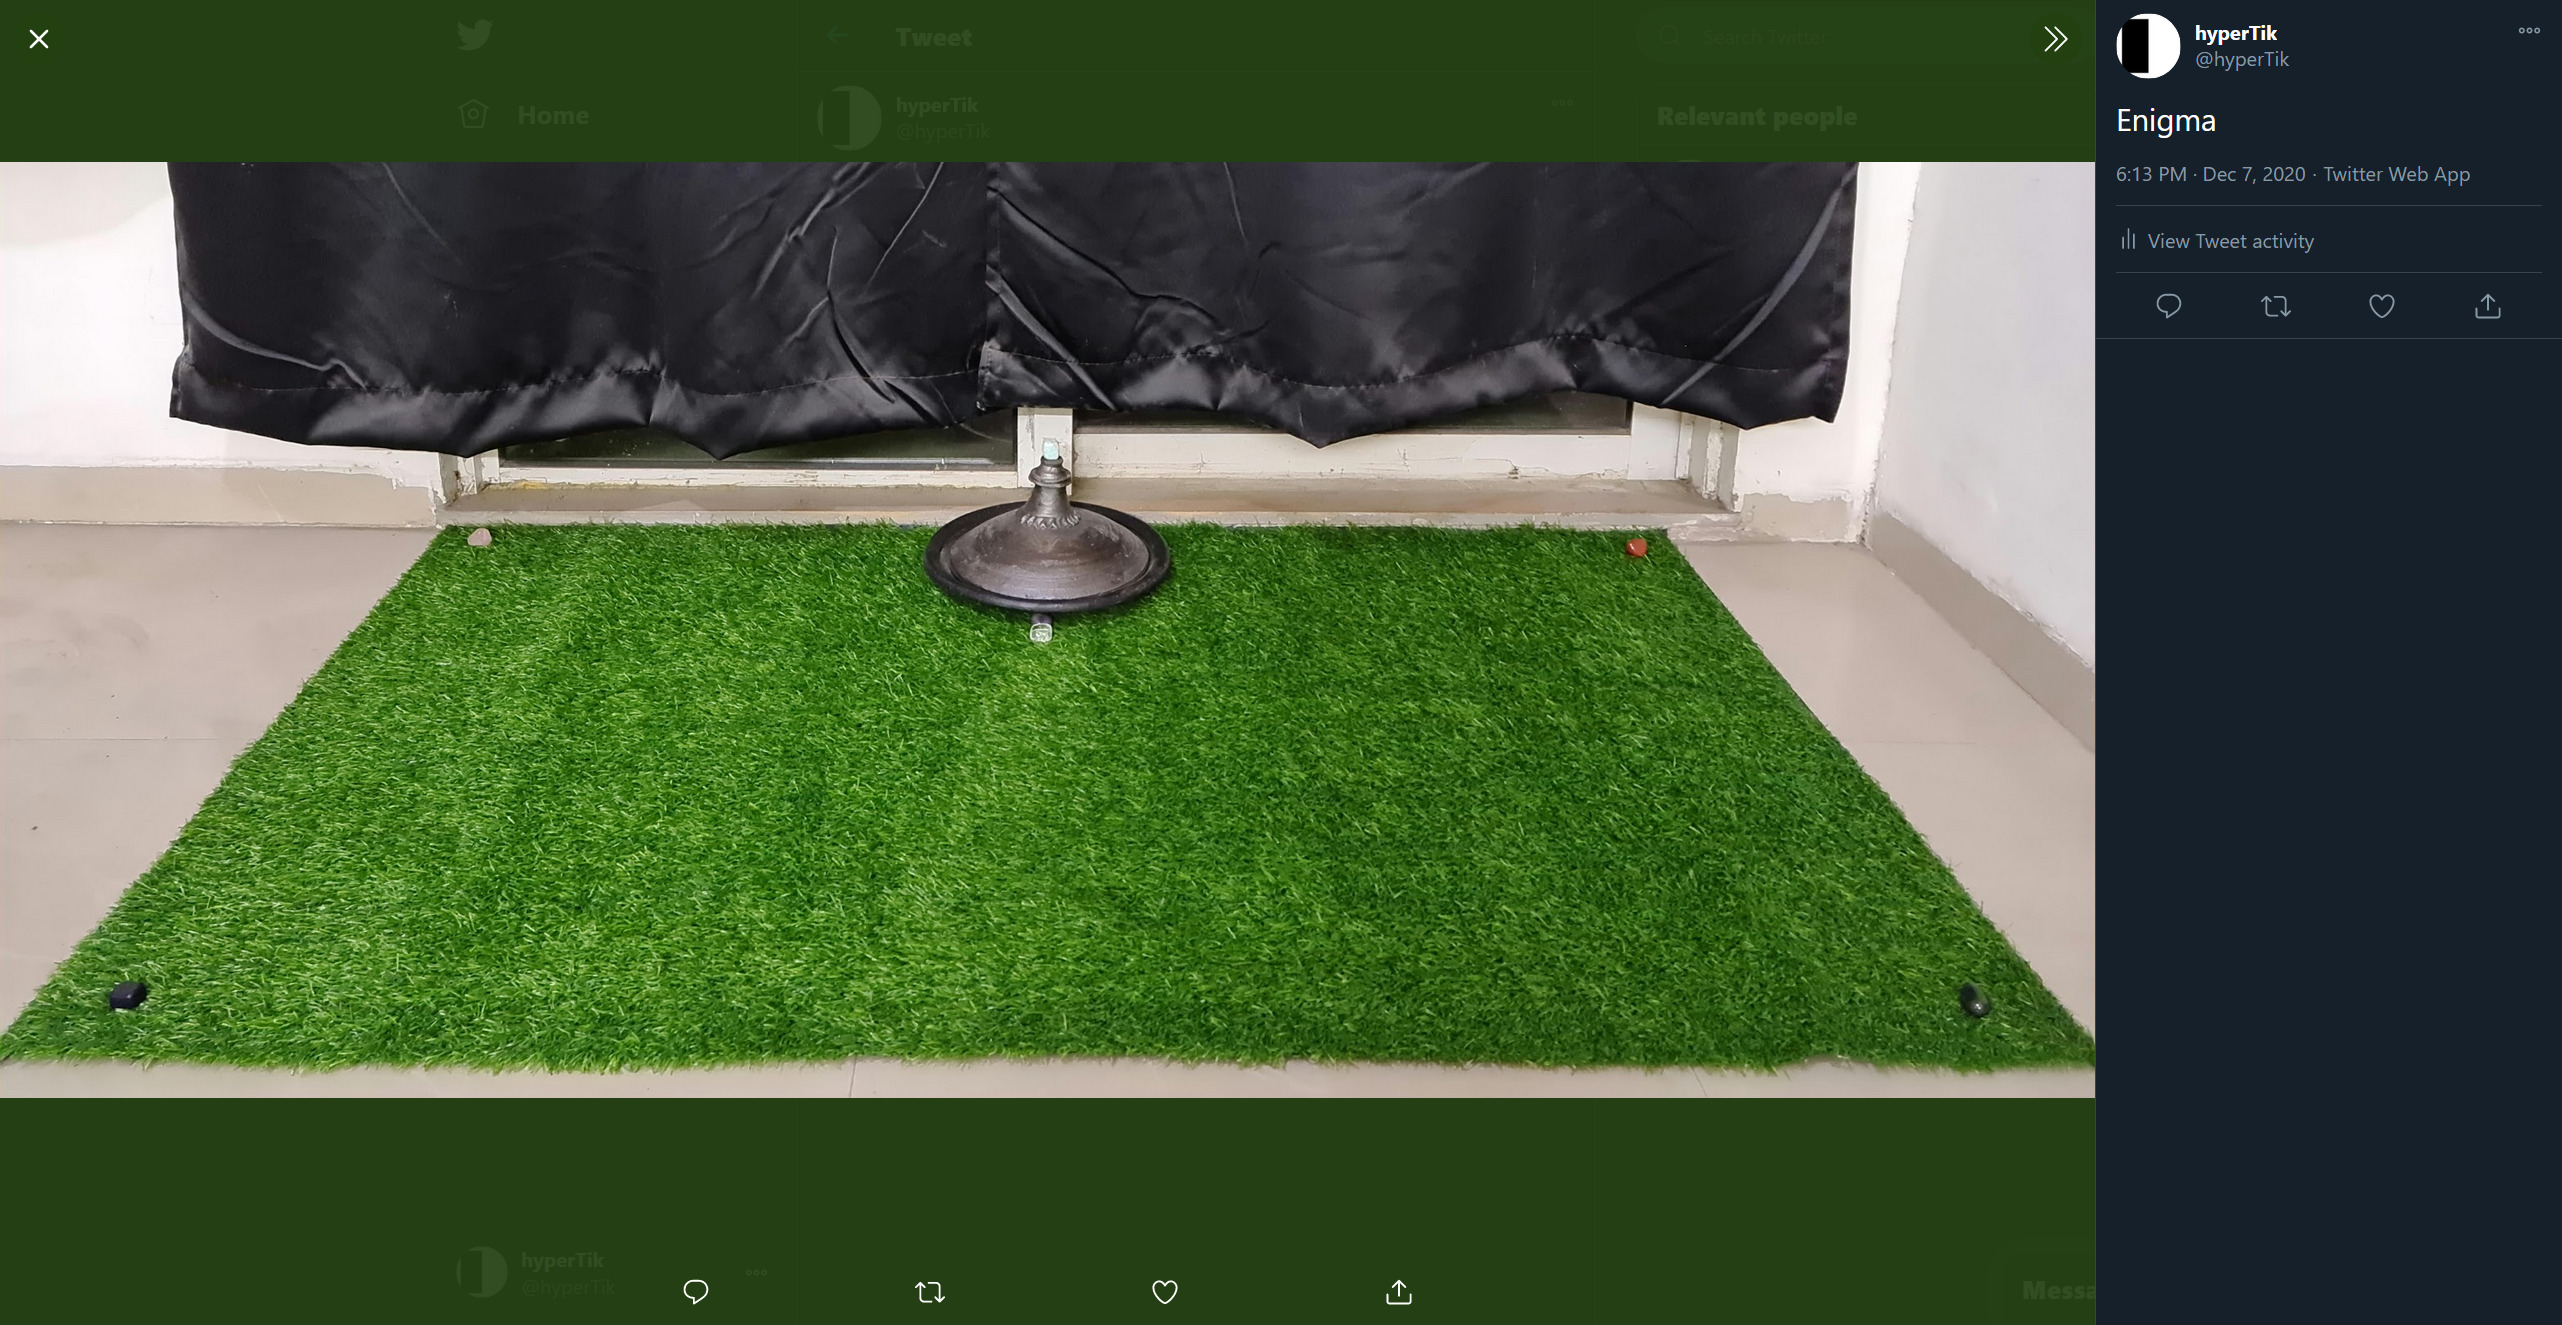 Tweet
Search Twitter
hyperTik
@hyperTik
Home
Relevant people
hyperTik
@hyperTik
Messa
hyperTik
@hyperTik
Enigma
6:13 PM · Dec 7, 2020 · Twitter Web App
View Tweet activity